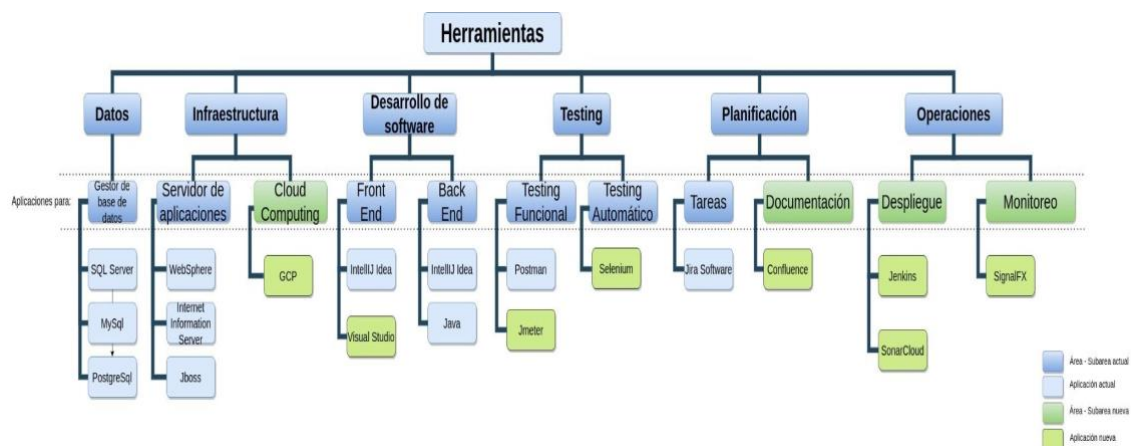 Herramientas
Datos
Infraestructura
Desarrollo de
software
Testing
Planificación
Operaciones
Aplicaciones para:
Gestor de
base de
datos
Servidor de
aplicaciones
Cloud
Computing
Front
End
Back
End
Testing
Funcional
Testing
Automático
Tareas
Documentación
Despliegue
Monitoreo
SQL Server
WebSphere
GCP
IntellIJ Idea
IntellIJ Idea
Postman
Selenium
Jira Software
Confluence
Jenkins
SignalFX
MySql
Internet
Information
Server
Visual Studio
Java
Jmeter
SonarCloud
PostgreSql
Jboss
Área - Subarea actual
Aplicación actual
Área - Subarea nueva
Aplicación nueva